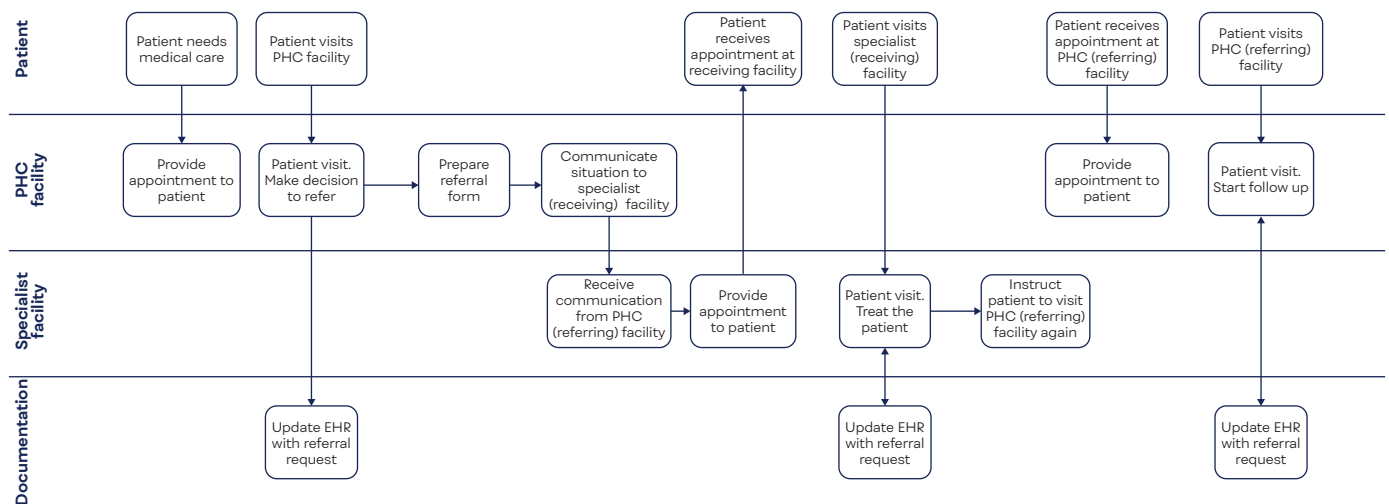 Patient
Patient needs
medical care
Patient visits
PHC facility
Patient
receives
appointment at
receiving facility
Patient visits
specialist
(receiving)
facility
Patient receives
appointment at
PHC (referring)
facility
Patient visits
PHC (referring)
facility
PHC
facility
Provide
appointment to
patient
Patient visit.
Make decision
to refer
Prepare
referral
form
Communicate
situation to
specialist
(receiving) facility
Provide
appointment to
patient
Patient visit.
Start follow up
Specialist
facility
Receive
communication
from PHC
(referring) facility
Provide
appointment
to patient
Patient visit.
Treat the
patient
Instruct
patient to visit
PHC (referring)
facility again
Documentation
Update EHR
with referral
request
Update EHR
with referral
request
Update EHR
with referral
request